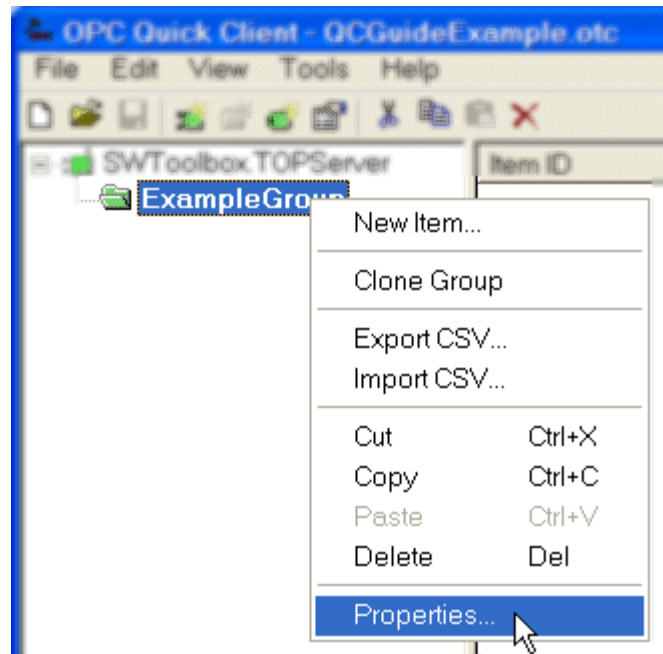 OPC Quick Client - QCGuideExample.otc
File Edit View Tools Help
SWToolbox.TOPServer
Item ID
ExampleGroup
New Item...
Clone Group
Export CSV...
Import CSV...
Cut Ctrl+X
Copy Ctrl+C
Paste Ctrl+V
Delete Del
Properties...